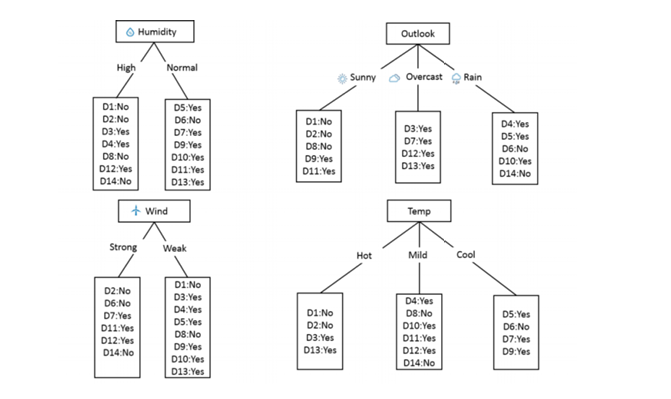 Humidity
High
Normal
D1:No
D2:No
D3:Yes
D4:Yes
D8:No
D12:Yes
D14:No
D5:Yes
D6:No
D7:Yes
D9:Yes
D10:Yes
D11:Yes
D13:Yes
Outlook
Sunny
Overcast
Rain
D1:No
D2:No
D8:No
D9:Yes
D11:Yes
D3:Yes
D7:Yes
D12:Yes
D13:Yes
D4:Yes
D5:Yes
D6:No
D10:Yes
D14:No
Wind
Strong
Weak
D2:No
D6:No
D7:Yes
D11:Yes
D12:Yes
D14:No
D1:No
D3:Yes
D4:Yes
D5:Yes
D8:No
D9:Yes
D10:Yes
D13:Yes
Temp
Hot
Mild
Cool
D1:No
D2:No
D3:Yes
D13:Yes
D4:Yes
D8:No
D10:Yes
D11:Yes
D12:Yes
D14:No
D5:Yes
D6:No
D7:Yes
D9:Yes